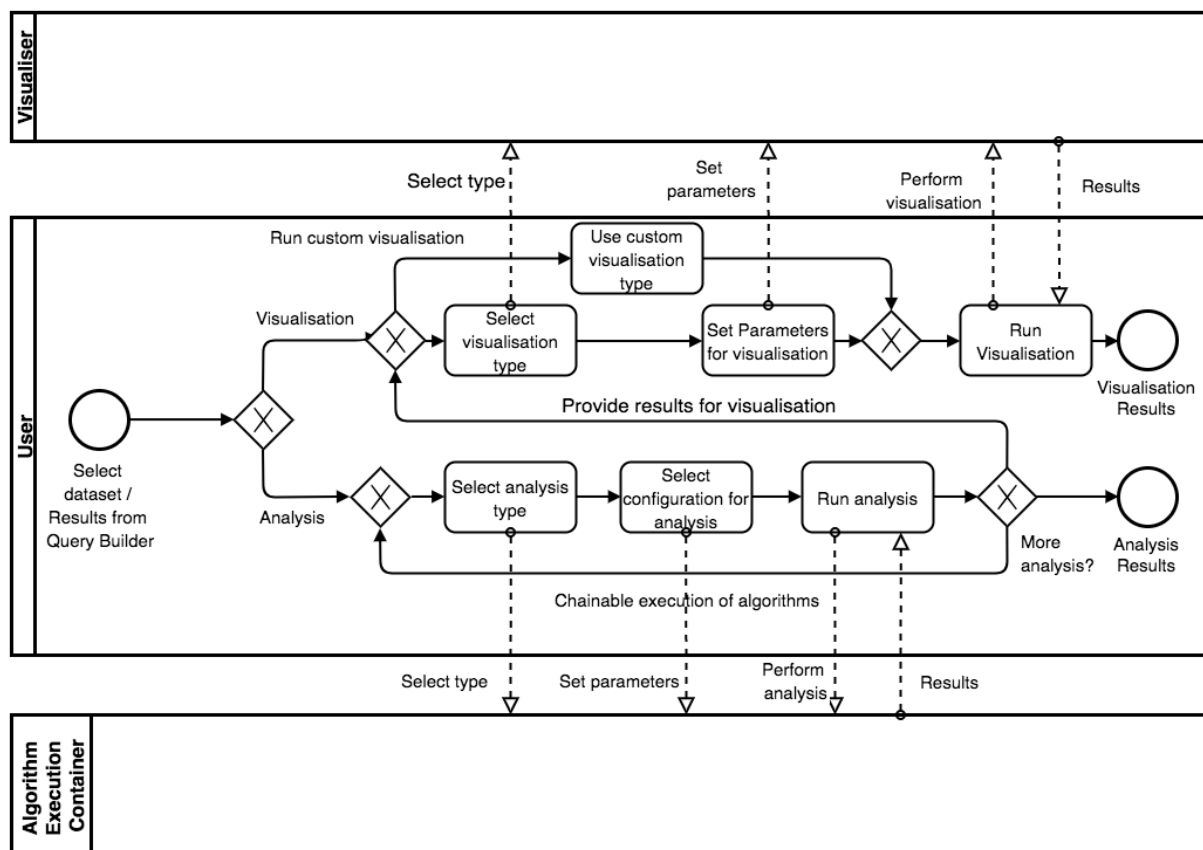 Visualiser
Select type
Set
parameters
Perform
visualisation
Results
User
Run custom visualisation
Use custom
visualisation
type
Visualisation
Select
visualisation
type
Set Parameters
for visualisation
Run
Visualisation
Visualisation
Results
Provide results for visualisation
Select
dataset /
Results from
Query Builder
Analysis
Select analysis
type
Select
configuration for
analysis
Run analysis
More
analysis?
Analysis
Results
Chainable execution of algorithms
Select type
Set parameters
Perform
analysis
Results
Algorithm
Execution
Container